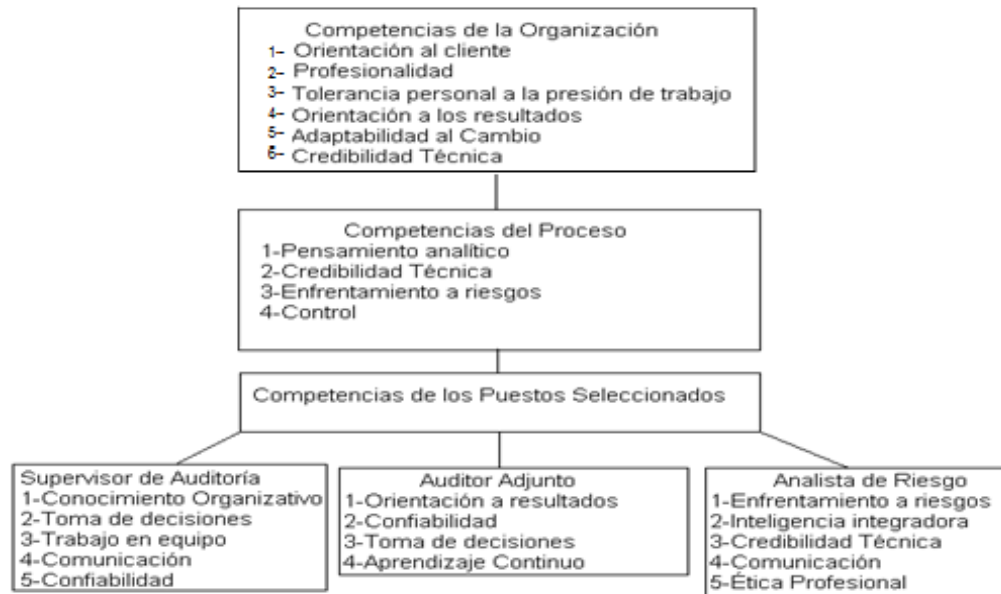 Competencias de la Organización
1- Orientación al cliente
2- Profesionalidad
3- Tolerancia personal a la presión de trabajo
4- Orientación a los resultados
5- Adaptabilidad al Cambio
6- Credibilidad Técnica
Competencias del Proceso
1-Pensamiento analítico
2-Credibilidad Técnica
3-Enfrentamiento a riesgos
4-Control
Competencias de los Puestos Seleccionados
Supervisor de Auditoría
1-Conocimiento Organizativo
2-Toma de decisiones
3-Trabajo en equipo
4-Comunicación
5-Confiabilidad
Auditor Adjunto
1-Orientación a resultados
2-Confiabilidad
3-Toma de decisiones
4-Aprendizaje Continuo
Analista de Riesgo
1-Enfrentamiento a riesgos
2-Inteligencia integradora
3-Credibilidad Técnica
4-Comunicación
5-Ética Profesional